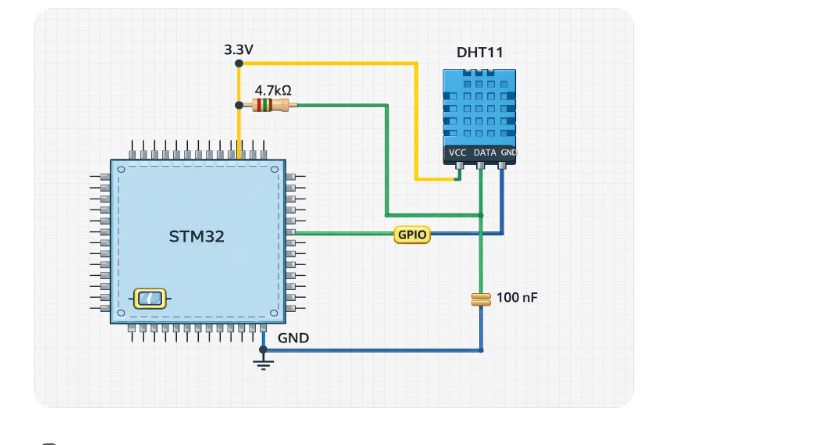 3.3V
DHT11
4.7kΩ
VCC DATA GND
STM32
GPIO
100 nF
GND